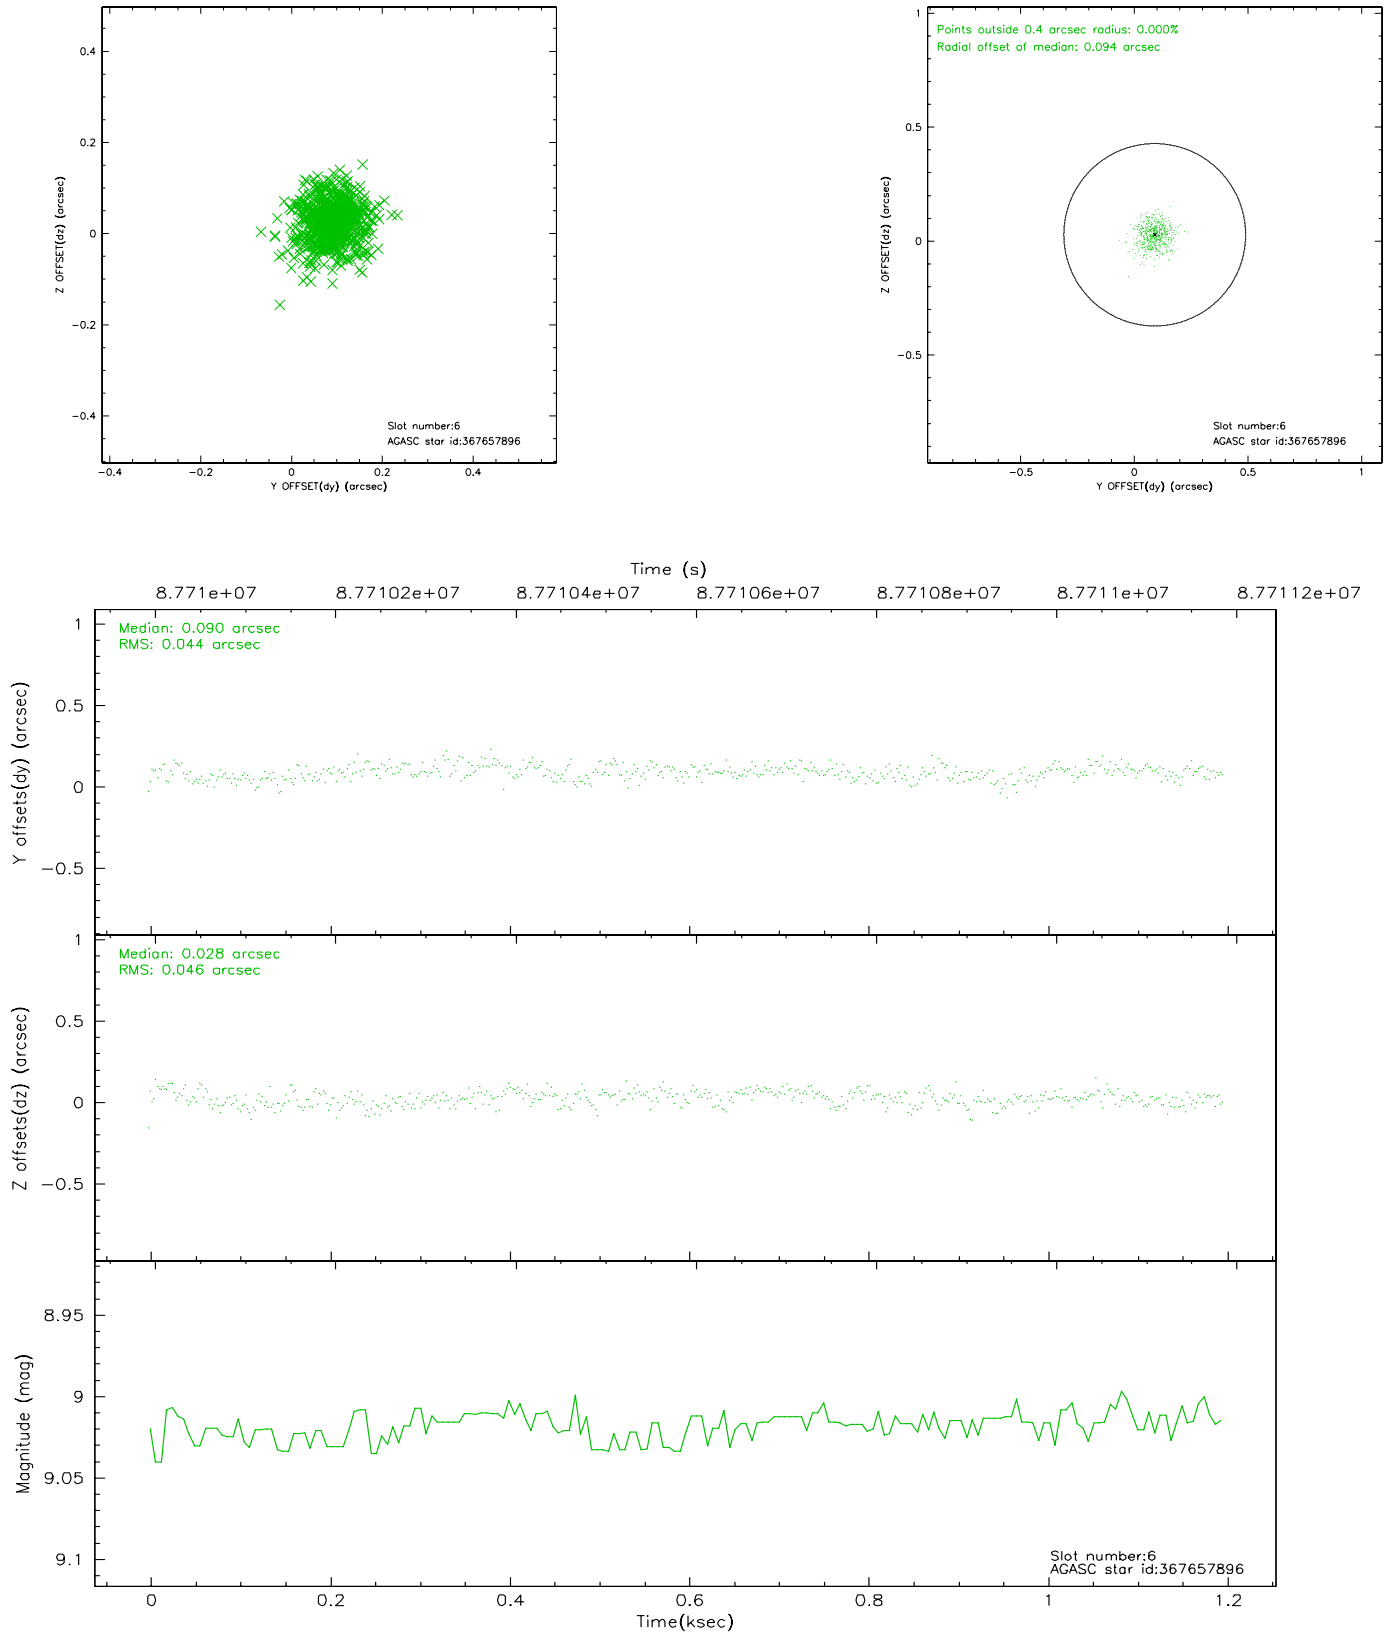 0.4
0.2
0
−0.2
−0.4
Z OFFSET(dz) (arcsec)
Slot number:6
AGASC star id:367657896
−0.4 −0.2 0 0.2 0.4
Y OFFSET(dy) (arcsec)
Points outside 0.4 arcsec radius: 0.000%
Radial offset of median: 0.094 arcsec
1
0.5
0
−0.5
Z OFFSET(dz) (arcsec)
Slot number:6
AGASC star id:367657896
−0.5 0 0.5 1
Y OFFSET(dy) (arcsec)
Time (s)
8.771e+07 8.77102e+07 8.77104e+07 8.77106e+07 8.77108e+07 8.7711e+07 8.77112e+07
Median: 0.090 arcsec
RMS: 0.044 arcsec
1
0.5
0
−0.5
Y offsets(dy) (arcsec)
Median: 0.028 arcsec
RMS: 0.046 arcsec
1
0.5
0
−0.5
Z offsets(dz) (arcsec)
8.95
9
9.05
9.1
Magnitude (mag)
Slot number:6
AGASC star id:367657896
0 0.2 0.4 0.6 0.8 1 1.2
Time(ksec)